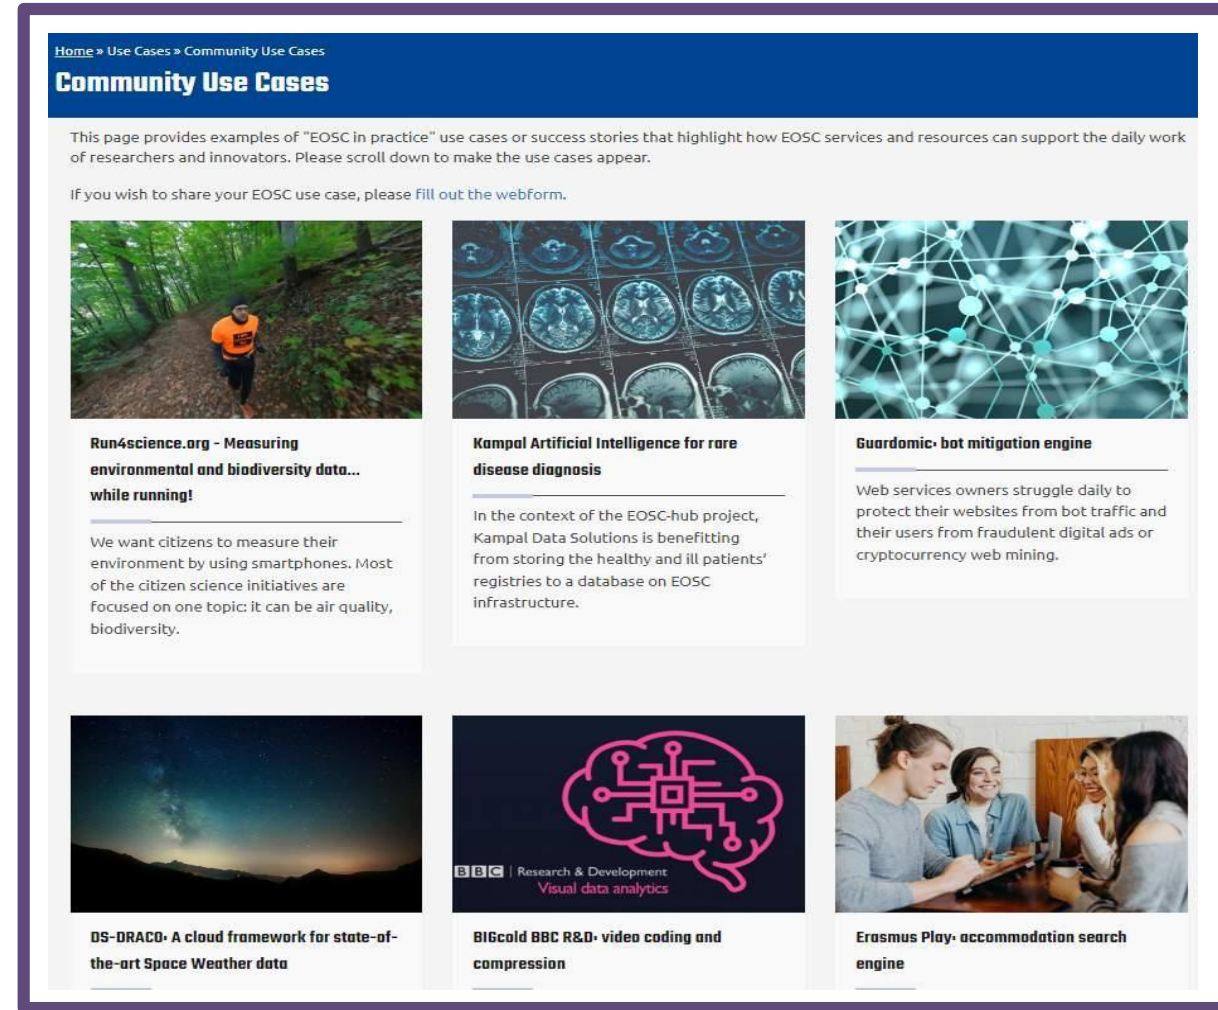 Home » Use Cases » Community Use Cases
Community Use Cases
This page provides examples of "EOSC in practice" use cases or success stories that highlight how EOSC services and resources can support the daily work
of researchers and innovators. Please scroll down to make the use cases appear.
If you wish to share your EOSC use case, please fill out the webform.
Run4science.org - Measuring
environmental and biodiversity data...
while running!
We want citizens to measure their
environment by using smartphones. Most
of the citizen science initiatives are
focused on one topic: it can be air quality,
biodiversity.
Kampal Artificial Intelligence for rare
disease diagnosis
In the context of the EOSC-hub project,
Kampal Data Solutions is benefitting
from storing the healthy and ill patients'
registries to a database on EOSC
infrastructure.
Guardomic: bot mitigation engine
Web services owners struggle daily to
protect their websites from bot traffic and
their users from fraudulent digital ads or
cryptocurrency web mining.
BBC | Research & Development
Visual data analytics
DS-DRACO: A cloud framework for state-of-
the-art Space Weather data
BIGcold BBC R&D: video coding and
compression
Erasmus Play: accommodation search
engine